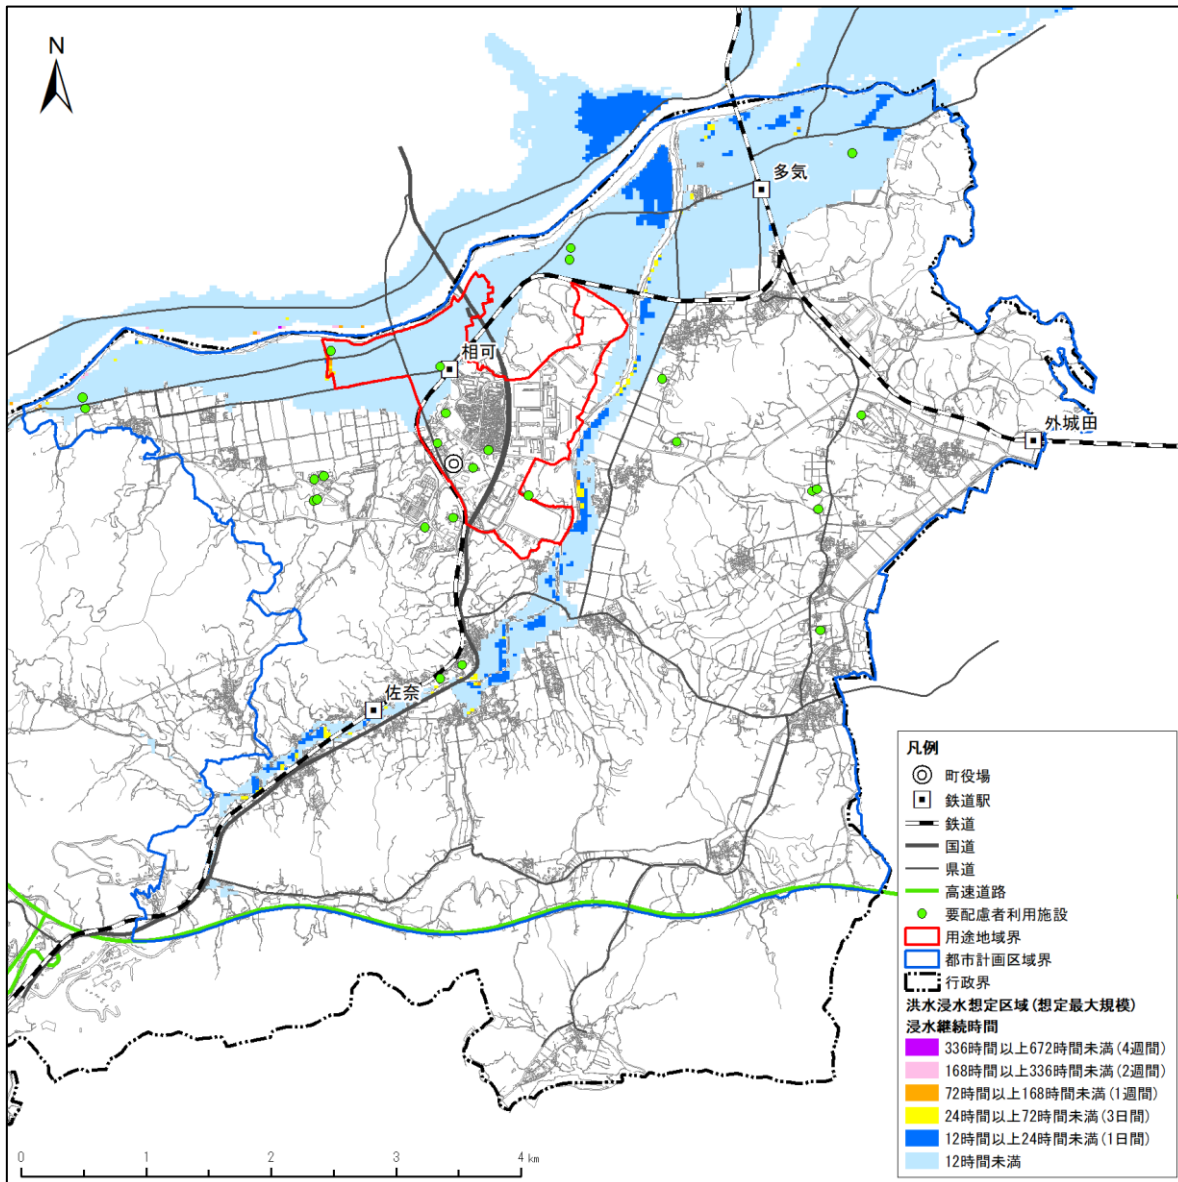 N
多気
相可
外城田
佐奈
凡例
町役場
鉄道駅
鉄道
国道
県道
高速道路
要配慮者利用施設
用途地域界
都市計画区域界
行政界
洪水浸水想定区域(想定最大規模)
浸水継続時間
336時間以上672時間未満(4週間)
168時間以上336時間未満(2週間)
72時間以上168時間未満(1週間)
24時間以上72時間未満(3日間)
12時間以上24時間未満(1日間)
12時間未満
0 1 2 3 4 km